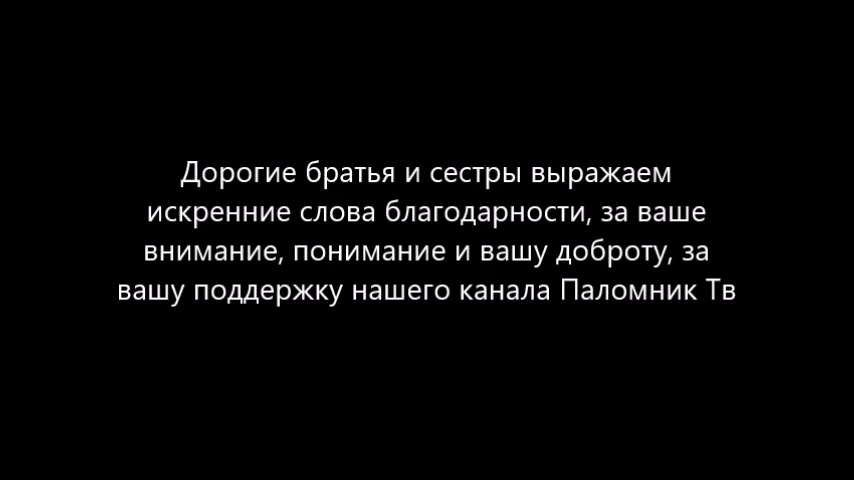 Дорогие братья и сестры выражаем
искренние слова благодарности, за ваше
внимание, понимание и вашу доброту, за
вашу поддержку нашего канала Паломник Тв